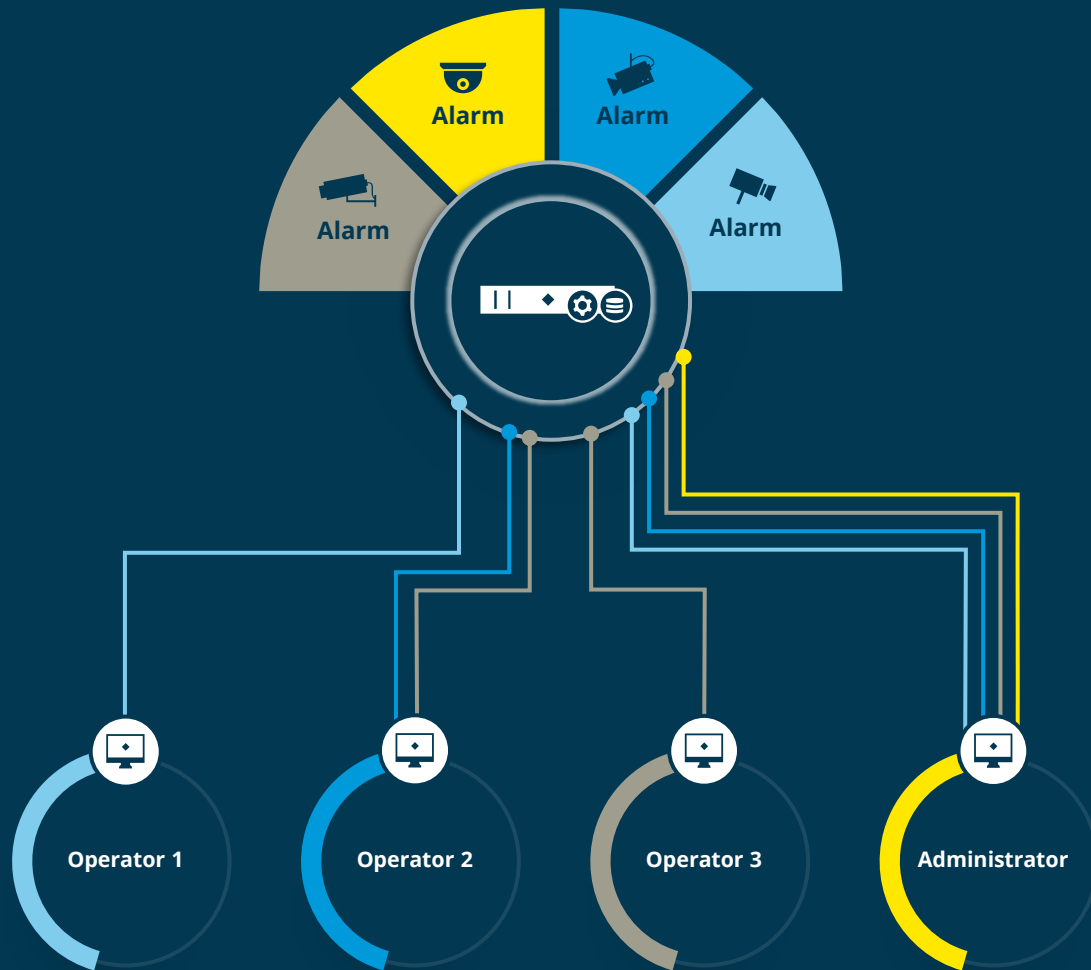 Alarm
Alarm
Alarm
Alarm
Operator 1
Operator 2
Operator 3
Administrator